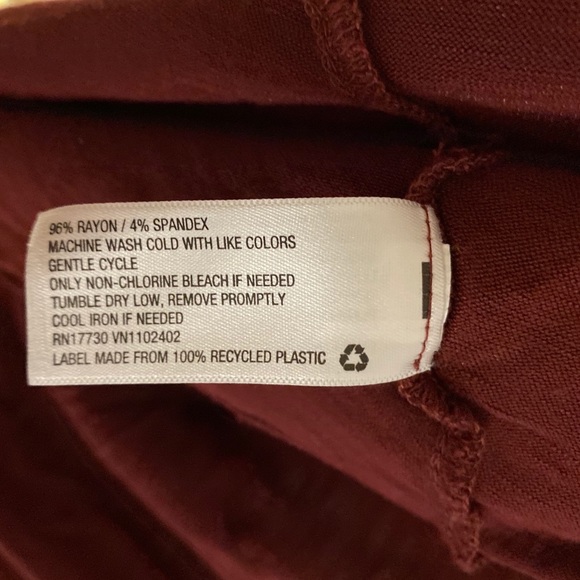 96% RAYON / 4% SPANDEX
MACHINE WASH COLD WITH LIKE COLORS
GENTLE CYCLE
ONLY NON-CHLORINE BLEACH IF NEEDED
TUMBLE DRY LOW, REMOVE PROMPTLY
COOL IRON IF NEEDED
RN17730 VN1102402
LABEL MADE FROM 100% RECYCLED PLASTIC